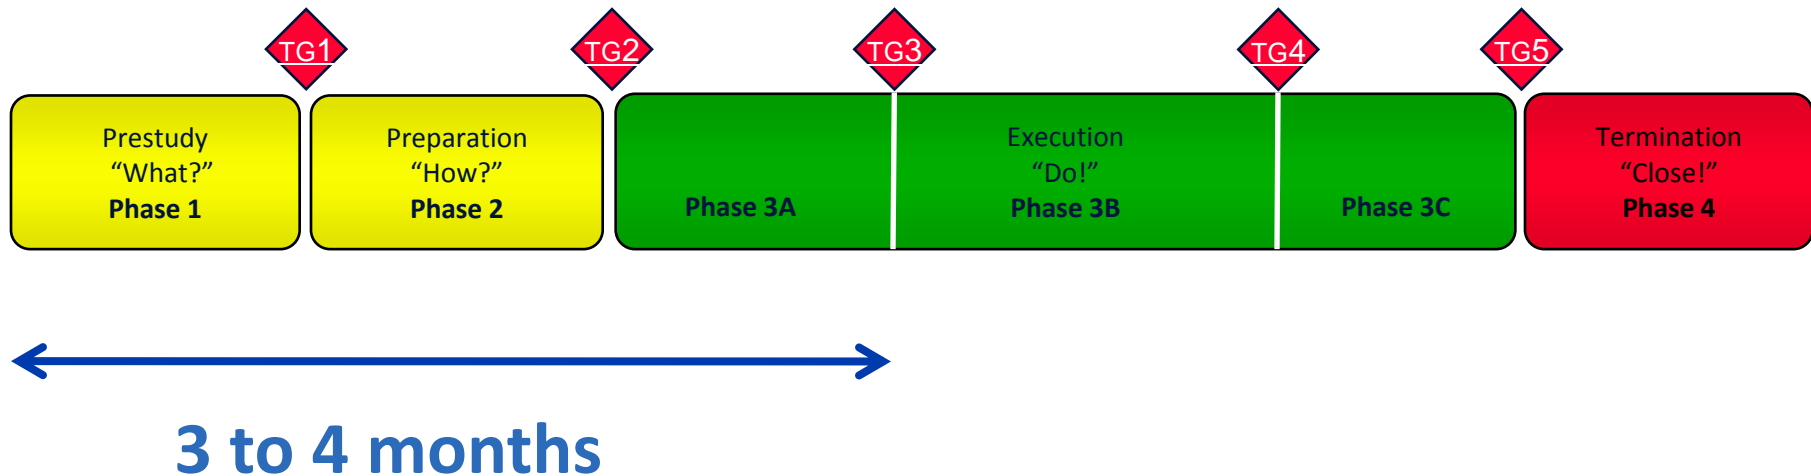 TG1
TG2
TG3
TG4
TG5
Prestudy
“What?”
Phase 1
Preparation
“How?”
Phase 2
Phase 3A
Execution
“Do!”
Phase 3B
Phase 3C
Termination
“Close!”
Phase 4
3 to 4 months